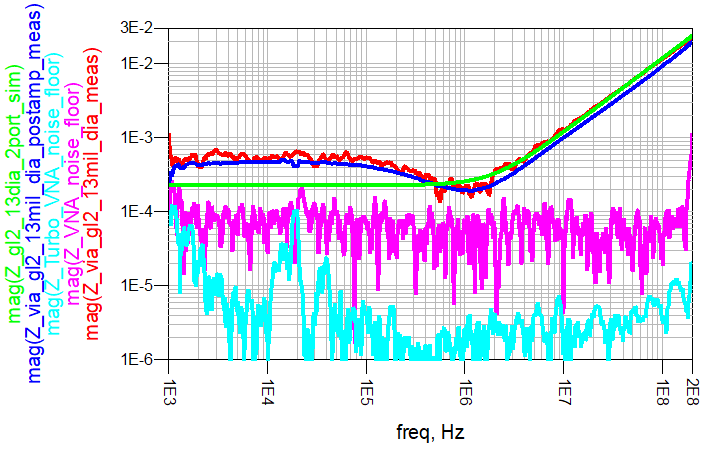 mag(Z_gl2_13dia_2port_sim)
mag(Z_via_gl2_13mil_dia_postamp_meas)
mag(Z_Turbo_VNA_noise_floor)
mag(Z_VNA_noise_floor)
mag(Z_via_gl2_13mil_dia_meas)
3E-2
1E-2
1E-3
1E-4
1E-5
1E-6
1E3
1E4
1E5
1E6
1E7
1E8
2E8
freq, Hz